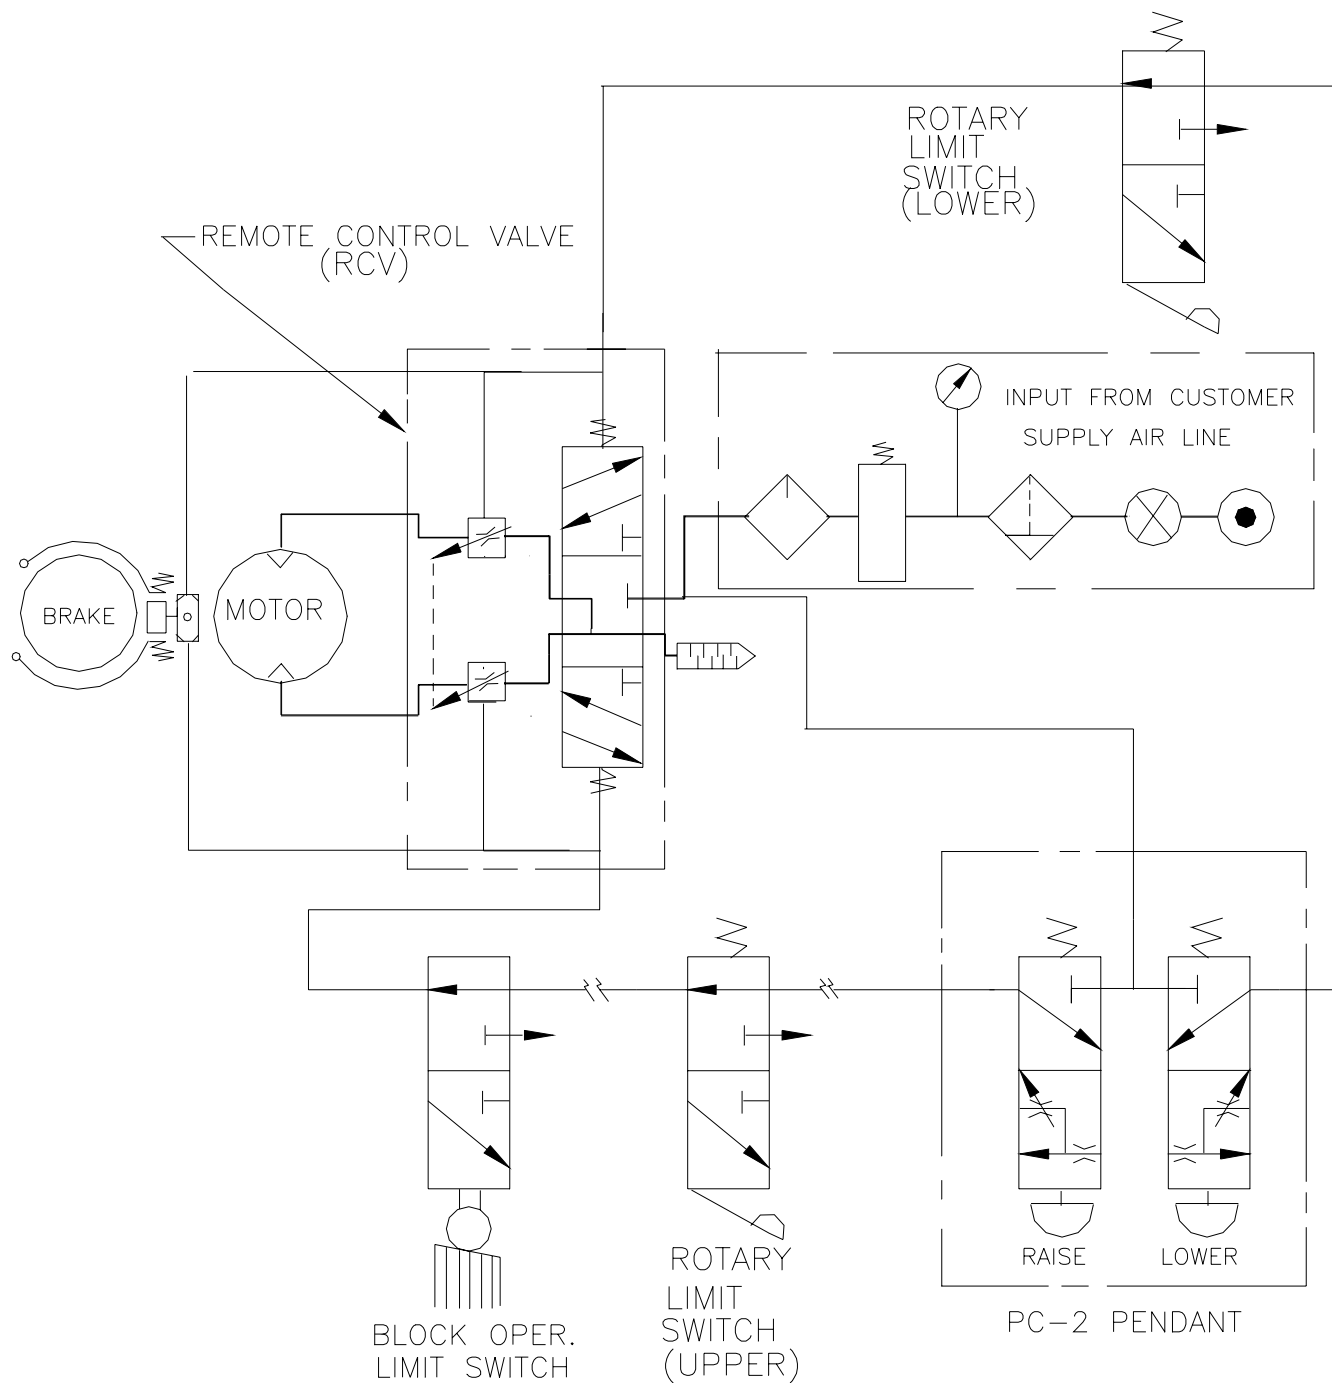 ROTARY
LIMIT
SWITCH
(LOWER)
REMOTE CONTROL VALVE
(RCV)
INPUT FROM CUSTOMER
SUPPLY AIR LINE
BRAKE
MOTOR
RAISE
LOWER
PC-2 PENDANT
ROTARY
LIMIT
SWITCH
(UPPER)
BLOCK OPER.
LIMIT SWITCH